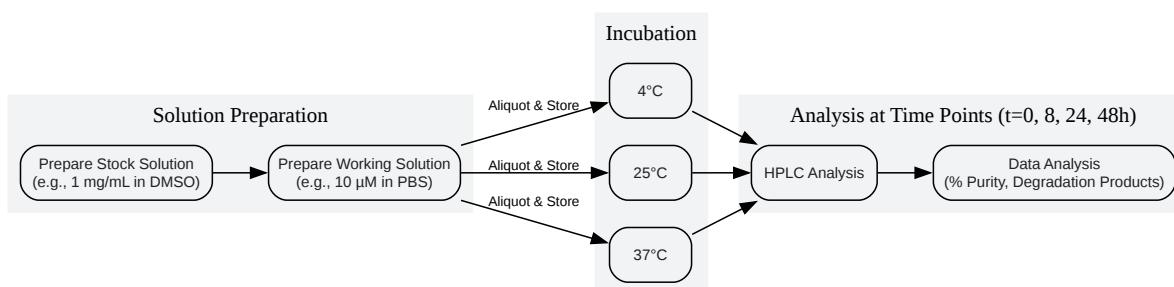 Solution Preparation
Prepare Stock Solution
(e.g., 1 mg/mL in DMSO)
Prepare Working Solution
(e.g., 10 µM in PBS)
Aliquot & Store
Aliquot & Store
Aliquot & Store
Incubation
4°C
25°C
37°C
Analysis at Time Points (t=0, 8, 24, 48h)
HPLC Analysis
Data Analysis
(% Purity, Degradation Products)